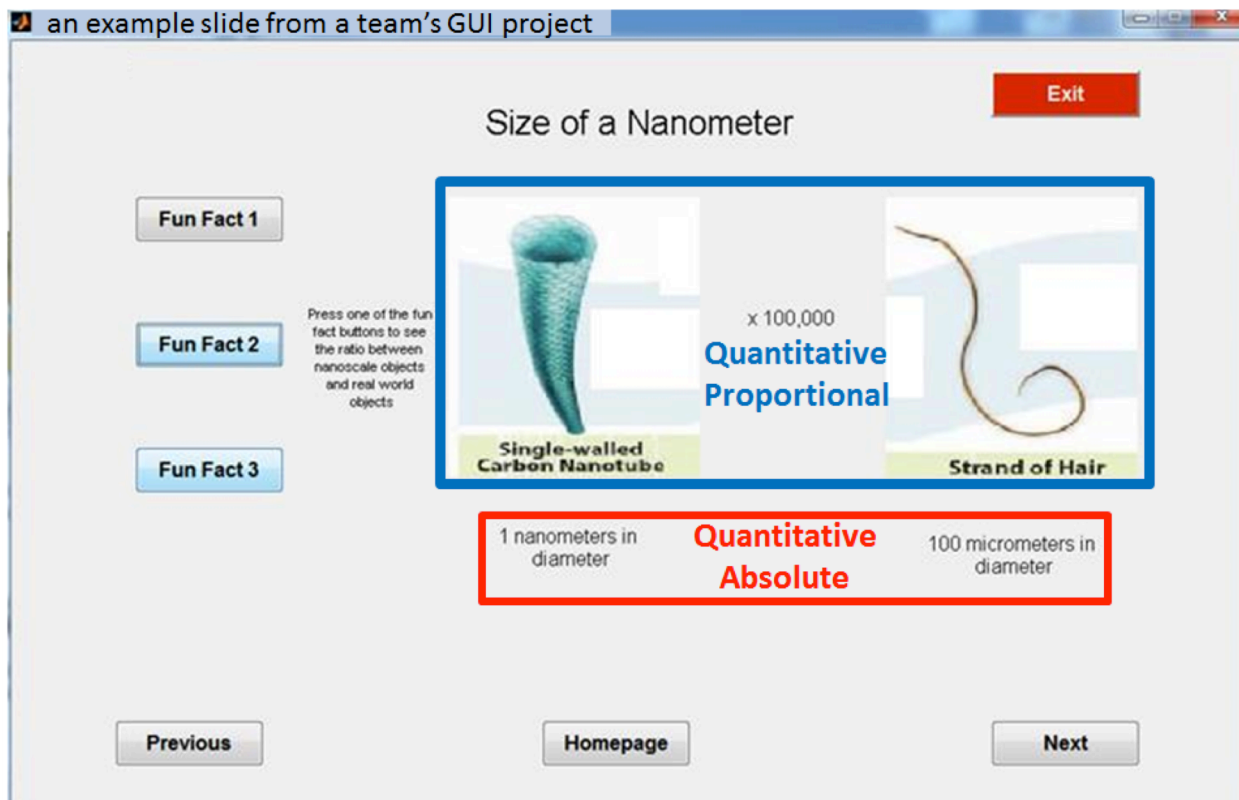 an example slide from a team's GUI project
Exit
Size of a Nanometer
Fun Fact 1
Press one of the fun
fact buttons to see
the ratio between
nanoscale objects
and real world
objects
Fun Fact 2
Fun Fact 3
x 100,000
Quantitative
Proportional
Single-walled
Carbon Nanotube
Strand of Hair
1 nanometers in
diameter
Quantitative
Absolute
100 micrometers in
diameter
Previous
Homepage
Next